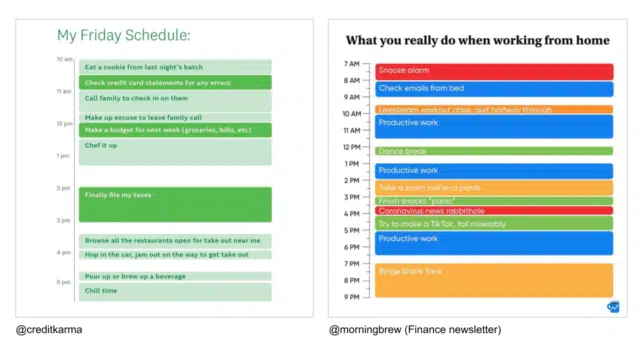 My Friday Schedule:
10 am
Eat a cookie from last night's batch
Check credit card statements for any errors
11 am
Call family to check in on them
Make up excuse to leave family call
12 pm
Make a budget for next week (groceries, bills, etc)
Chef it up
1 pm
2 pm
Finally file my taxes
3 pm
Browse all the restaurants open for take out near me
4 pm
Hop in the car, jam out on the way to get take out
Pour up or brew up a beverage
5 pm
Chill time
@creditkarma
What you really do when working from home
7 AM
Snooze alarm
8 AM
Check emails from bed
9 AM
Livestream workout class, quit halfway through
10 AM
Productive work
11 AM
12 PM
Dance break
1 PM
Productive work
2 PM
Take a zoom call w-o pants
3 PM
Finish snacks *panic*
4 PM
Coronavirus news rabbithole
Try to make a TikTok, fail miserably
5 PM
Productive work
6 PM
7 PM
Binge Shark Tank
8 PM
9 PM
@morningbrew (Finance newsletter)